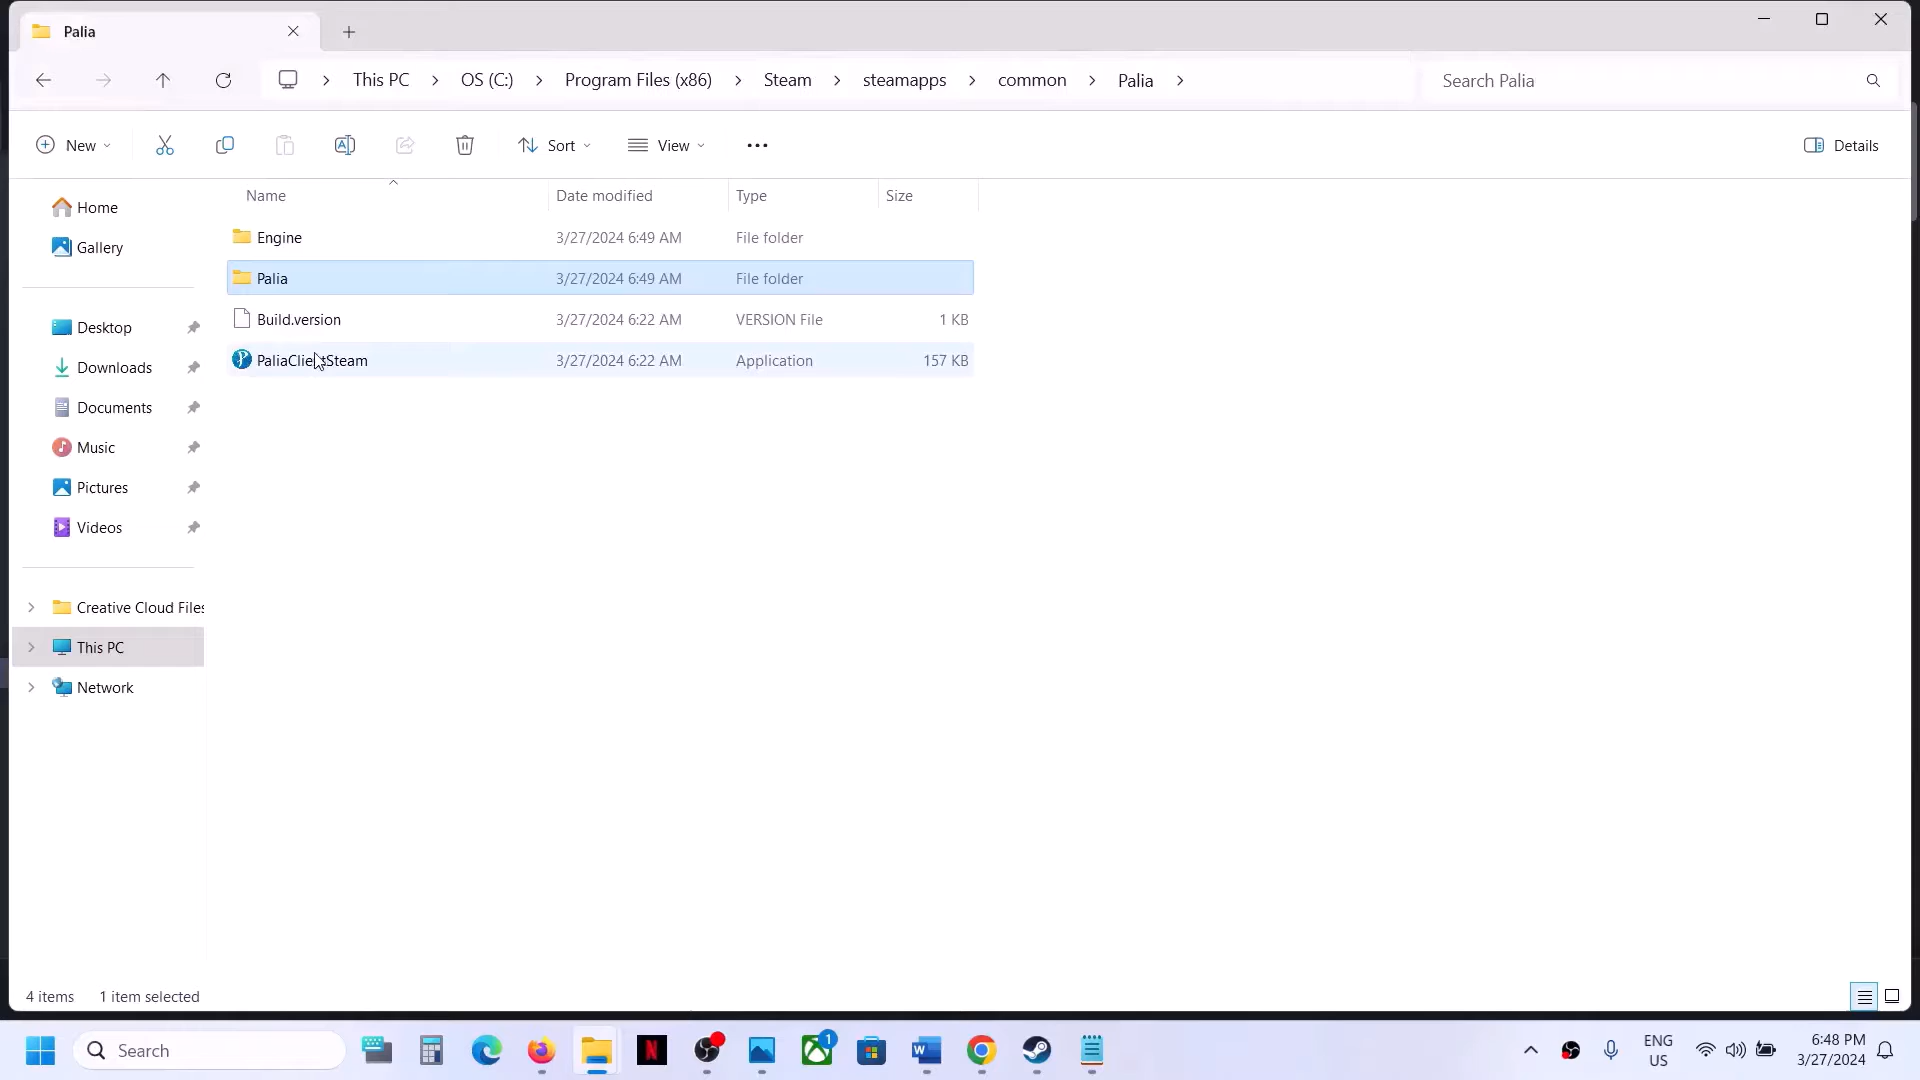 Palia
This PC > OS (C:) > Program Files (x86) > Steam > steamapps > common > Palia >
Search Palia
New
Sort
View
Details
Name Date modified Type Size
Engine 3/27/2024 6:49 AM File folder
Palia 3/27/2024 6:49 AM File folder
Build.version 3/27/2024 6:22 AM VERSION File 1 KB
PaliaClientSteam 3/27/2024 6:22 AM Application 157 KB
Home
Gallery
Desktop
Downloads
Documents
Music
Pictures
Videos
Creative Cloud Files
This PC
Network
4 items 1 item selected
Search
1
ENG
US
6:48 PM
3/27/2024